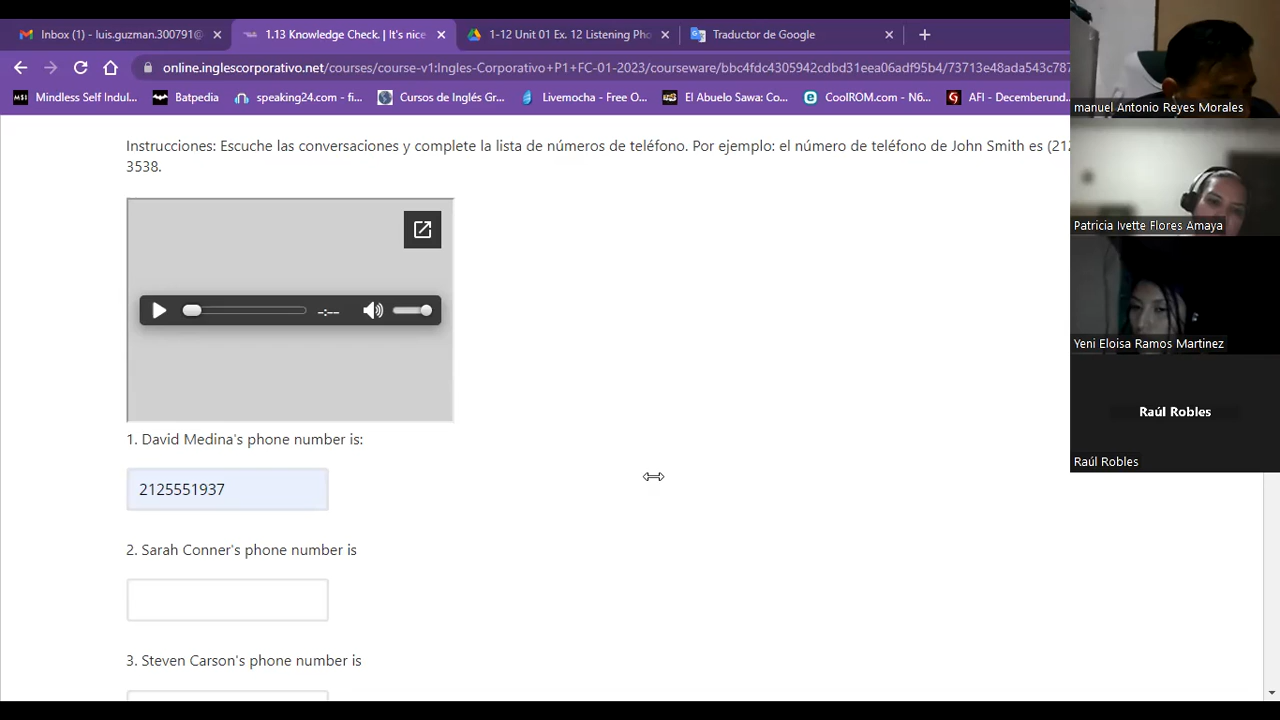 Inbox (1) - luis.guzman.300791@
1.13 Knowledge Check. | It's nice
1-12 Unit 01 Ex. 12 Listening Pho
Traductor de Google
online.inglescorporativo.net/courses/course-v1:Ingles-Corporativo+P1+FC-01-2023/courseware/bbc4fdc4305942cdbd31eea06adf95b4/73713e48ada543c787
Mindless Self Indul...
Batpedia
speaking24.com - fi...
Cursos de Inglés Gr...
Livemocha - Free O...
El Abuelo Sawa: Co...
CoolROM.com - N6...
AFI - Decemberund...
manuel Antonio Reyes Morales
Instrucciones: Escuche las conversaciones y complete la lista de números de teléfono. Por ejemplo: el número de teléfono de John Smith es (212
3538.
Patricia Ivette Flores Amaya
-:--
Yeni Eloisa Ramos Martinez
Raúl Robles
Raúl Robles
1. David Medina's phone number is:
2125551937
2. Sarah Conner's phone number is
3. Steven Carson's phone number is